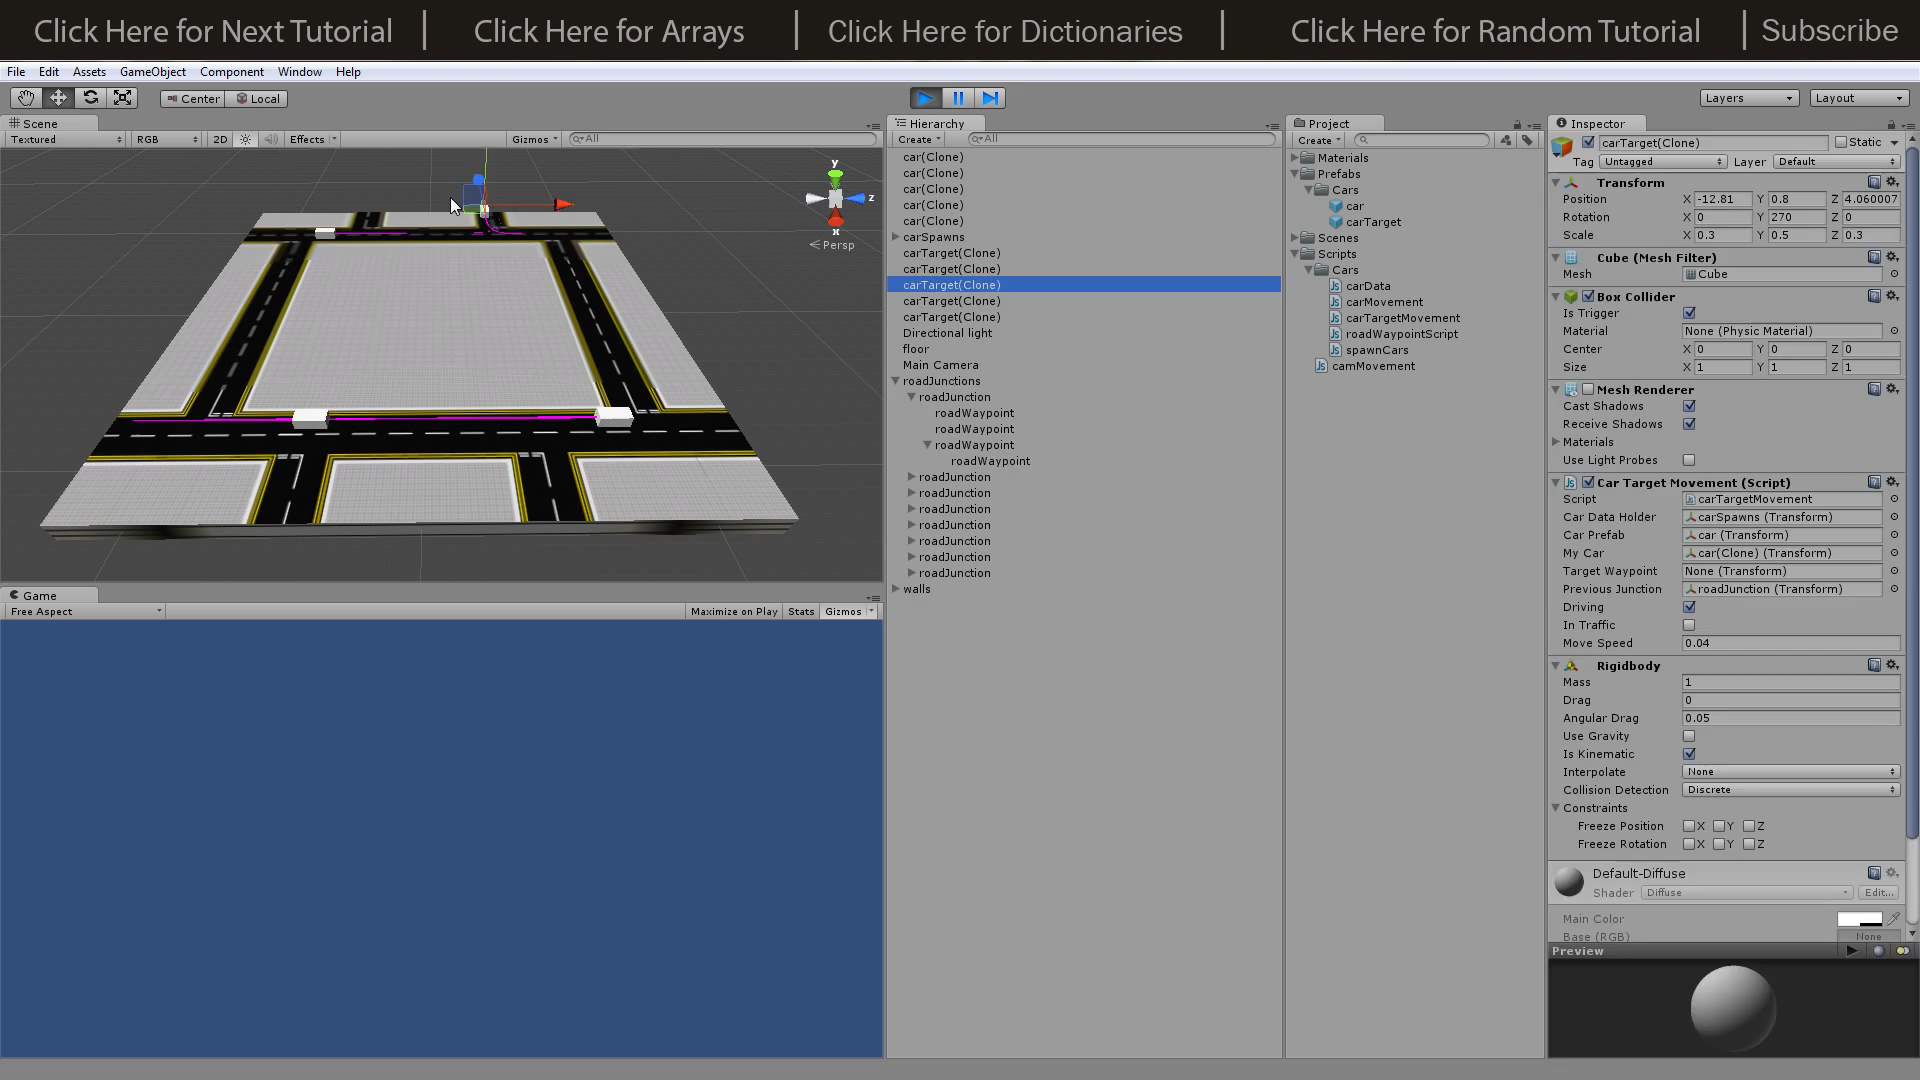 Click Here for Next Tutorial | Click Here for Arrays | Click Here for Dictionaries | Click Here for Random Tutorial | Subscribe
File Edit Assets GameObject Component Window Help
Center Local Layers Layout
Scene
Textured RGB 2D Effects Gizmos All
y
z
x
Persp
Game
Free Aspect Maximize on Play Stats Gizmos
Hierarchy
Create All
car(Clone)
car(Clone)
car(Clone)
car(Clone)
car(Clone)
carSpawns
carTarget(Clone)
carTarget(Clone)
carTarget(Clone)
carTarget(Clone)
carTarget(Clone)
Directional light
floor
Main Camera
roadJunctions
roadJunction
roadWaypoint
roadWaypoint
roadWaypoint
roadWaypoint
roadJunction
roadJunction
roadJunction
roadJunction
roadJunction
roadJunction
roadJunction
walls
Project
Create
Materials
Prefabs
Cars
car
carTarget
Scenes
Scripts
Cars
carData
carMovement
carTargetMovement
roadWaypointScript
spawnCars
camMovement
Inspector
carTarget(Clone) Static
Tag Untagged Layer Default
Transform
Position X -12.81 Y 0.8 Z 4.060007
Rotation X 0 Y 270 Z 0
Scale X 0.3 Y 0.5 Z 0.3
Cube (Mesh Filter)
Mesh Cube
Box Collider
Is Trigger
Material None (Physic Material)
Center X 0 Y 0 Z 0
Size X 1 Y 1 Z 1
Mesh Renderer
Cast Shadows
Receive Shadows
Materials
Use Light Probes
Car Target Movement (Script)
Script carTargetMovement
Car Data Holder carSpawns (Transform)
Car Prefab car (Transform)
My Car car(Clone) (Transform)
Target Waypoint None (Transform)
Previous Junction roadJunction (Transform)
Driving
In Traffic
Move Speed 0.04
Rigidbody
Mass 1
Drag 0
Angular Drag 0.05
Use Gravity
Is Kinematic
Interpolate None
Collision Detection Discrete
Constraints
Freeze Position X Y Z
Freeze Rotation X Y Z
Default-Diffuse
Shader Diffuse Edit...
Main Color
Base (RGB) None
Preview